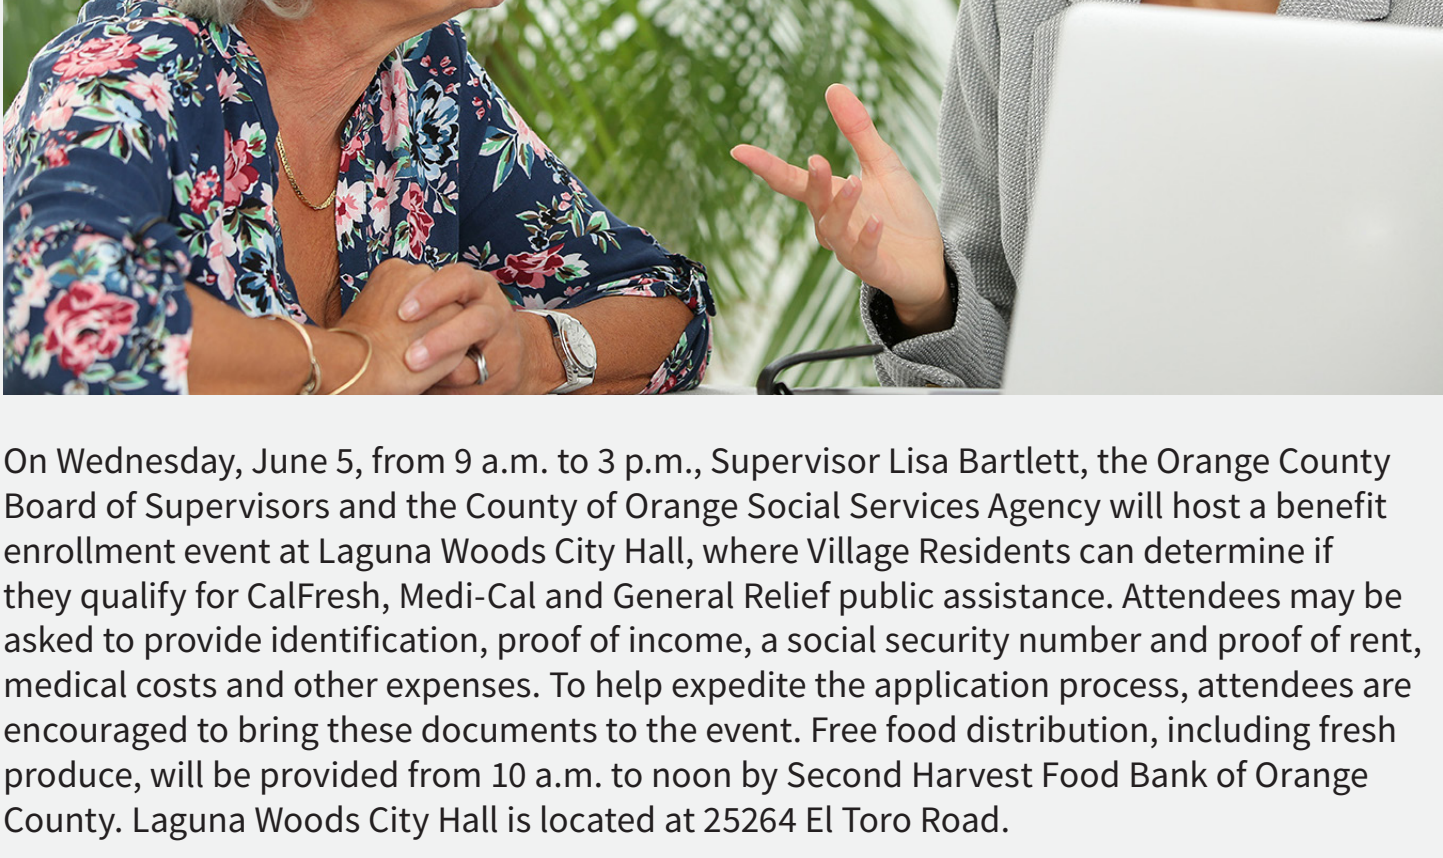 On Wednesday, June 5, from 9 a.m. to 3 p.m., Supervisor Lisa Bartlett, the Orange County
Board of Supervisors and the County of Orange Social Services Agency will host a benefit
enrollment event at Laguna Woods City Hall, where Village Residents can determine if
they qualify for CalFresh, Medi-Cal and General Relief public assistance. Attendees may be
asked to provide identification, proof of income, a social security number and proof of rent,
medical costs and other expenses. To help expedite the application process, attendees are
encouraged to bring these documents to the event. Free food distribution, including fresh
produce, will be provided from 10 a.m. to noon by Second Harvest Food Bank of Orange
County. Laguna Woods City Hall is located at 25264 El Toro Road.